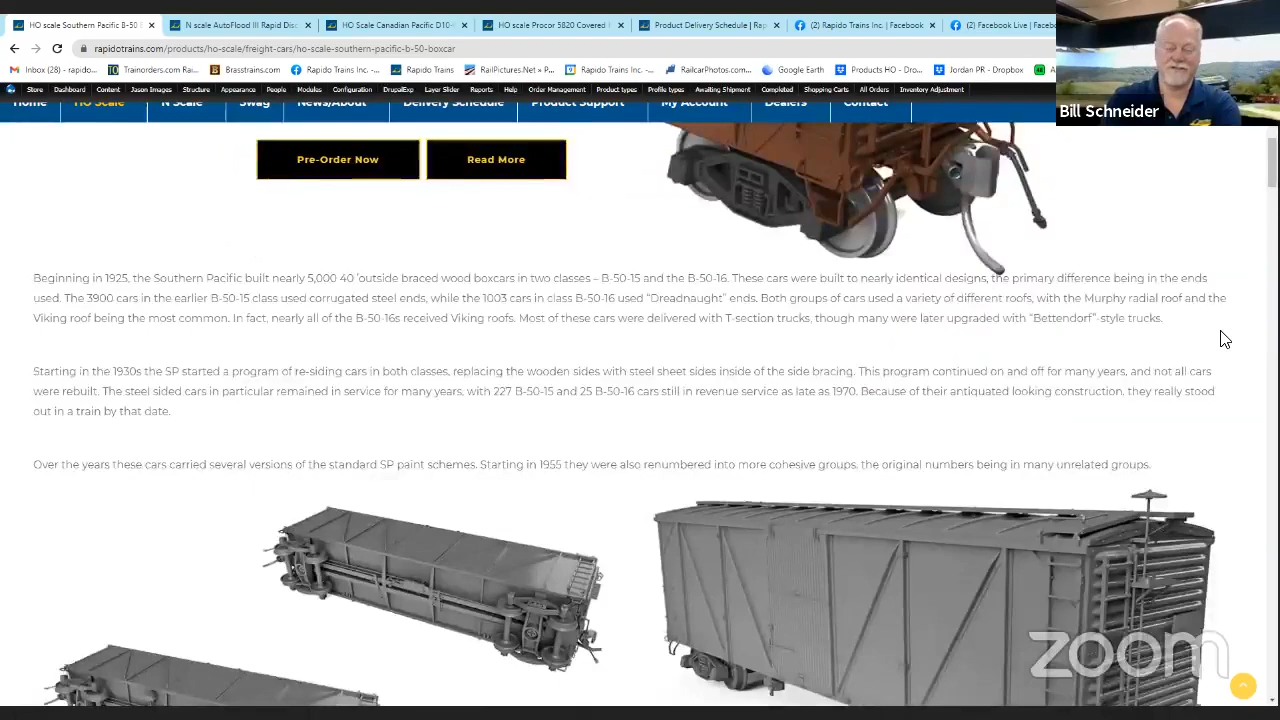 HO scale Southern Pacific B-50
N scale AutoFlood III Rapid Disc
HO Scale Canadian Pacific D10-
HO scale Procor 5820 Covered
Product Delivery Schedule | Rap
(2) Rapido Trains Inc. | Facebook
(2) Facebook Live | Facebook
rapidotrains.com/products/ho-scale/freight-cars/ho-scale-southern-pacific-b-50-boxcar
Inbox (28) - rapido...
Trainorders.com Rai...
Brasstrains.com
Rapido Trains Inc. -...
Rapido Trains
RailPictures.Net » P...
Rapido Trains Inc. -...
RailcarPhotos.com...
Google Earth
Products HO - Dro...
Jordan PR - Dropbox
Store Dashboard Content Jason Images Structure Appearance People Modules Configuration DrupalExp Layer Slider Reports Help Order Management Product types Profile types Awaiting Shipment Completed Shopping Carts All Orders Inventory Adjustment
Home HO Scale N Scale Swag News/About Delivery Schedule Product Support My Account Dealers Contact
Bill Schneider
Pre-Order Now
Read More
Beginning in 1925, the Southern Pacific built nearly 5,000 40 'outside braced wood boxcars in two classes – B-50-15 and the B-50-16. These cars were built to nearly identical designs, the primary difference being in the ends
used. The 3900 cars in the earlier B-50-15 class used corrugated steel ends, while the 1003 cars in class B-50-16 used "Dreadnaught" ends. Both groups of cars used a variety of different roofs, with the Murphy radial roof and the
Viking roof being the most common. In fact, nearly all of the B-50-16s received Viking roofs. Most of these cars were delivered with T-section trucks, though many were later upgraded with "Bettendorf"-style trucks.
Starting in the 1930s the SP started a program of re-siding cars in both classes, replacing the wooden sides with steel sheet sides inside of the side bracing. This program continued on and off for many years, and not all cars
were rebuilt. The steel sided cars in particular remained in service for many years, with 227 B-50-15 and 25 B-50-16 cars still in revenue service as late as 1970. Because of their antiquated looking construction, they really stood
out in a train by that date.
Over the years these cars carried several versions of the standard SP paint schemes. Starting in 1955 they were also renumbered into more cohesive groups, the original numbers being in many unrelated groups.
zoom